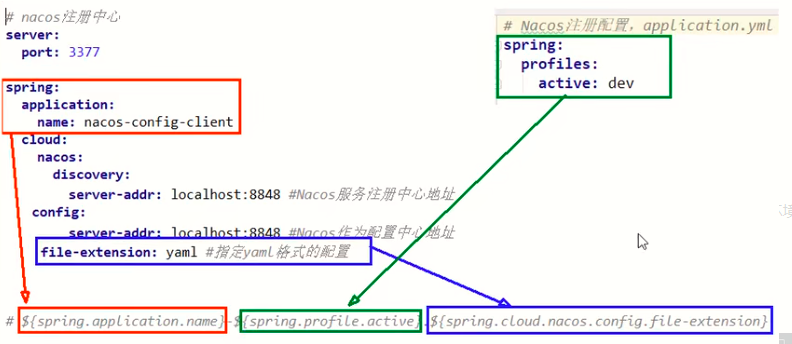 # nacos注册中心
server:
port: 3377
spring:
application:
name: nacos-config-client
cloud:
nacos:
discovery:
server-addr: localhost:8848 #Nacos服务注册中心地址
config:
server-addr: localhost:8848 #Nacos作为配置中心地址
file-extension: yaml #指定yaml格式的配置
# Nacos注册配置，application.yml
spring:
profiles:
active: dev
# ${spring.application.name}-${spring.profile.active}.${spring.cloud.nacos.config.file-extension}